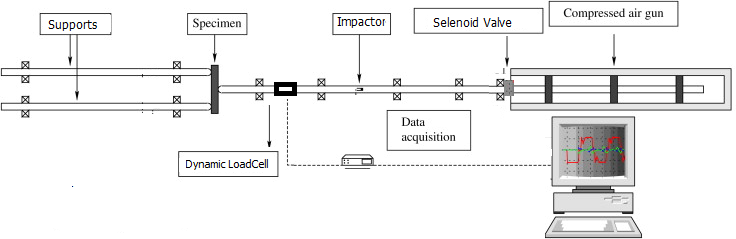 Supports
Specimen
Impactor
Selenoid Valve
Compressed air gun
Data
acquisition
Dynamic LoadCell